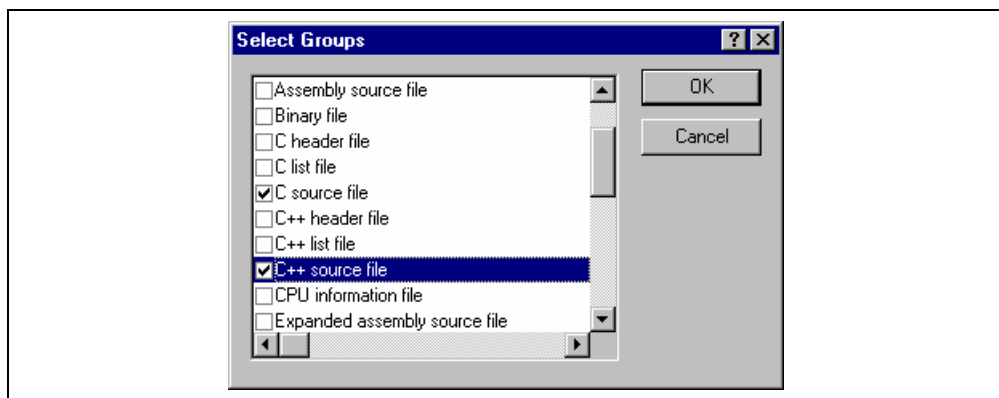 Select Groups
Assembly source file
Binary file
C header file
C list file
C source file
C++ header file
C++ list file
C++ source file
CPU information file
Expanded assembly source file
OK
Cancel